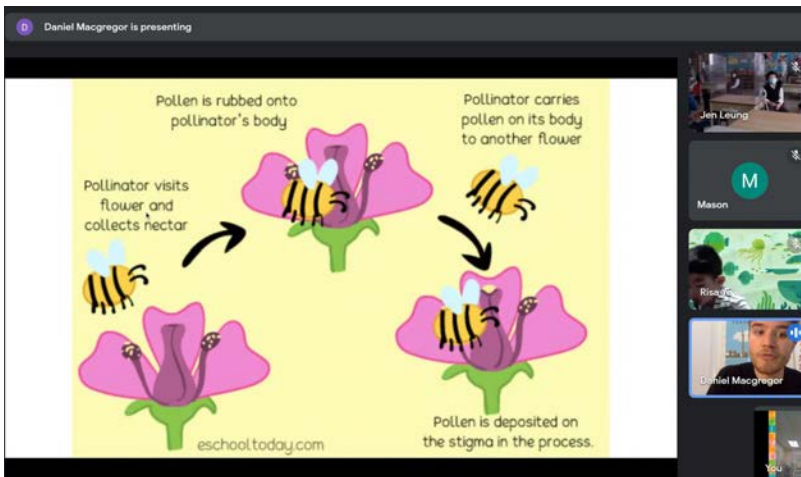 D Daniel Macgregor is presenting
Pollen is rubbed onto
pollinator's body
Pollinator carries
pollen on its body
to another flower
Pollinator visits
flower and
collects nectar
Pollen is deposited on
the stigma in the process.
eschooltoday.com
Jen Leung
M
Mason
Daniel Macgregor
You